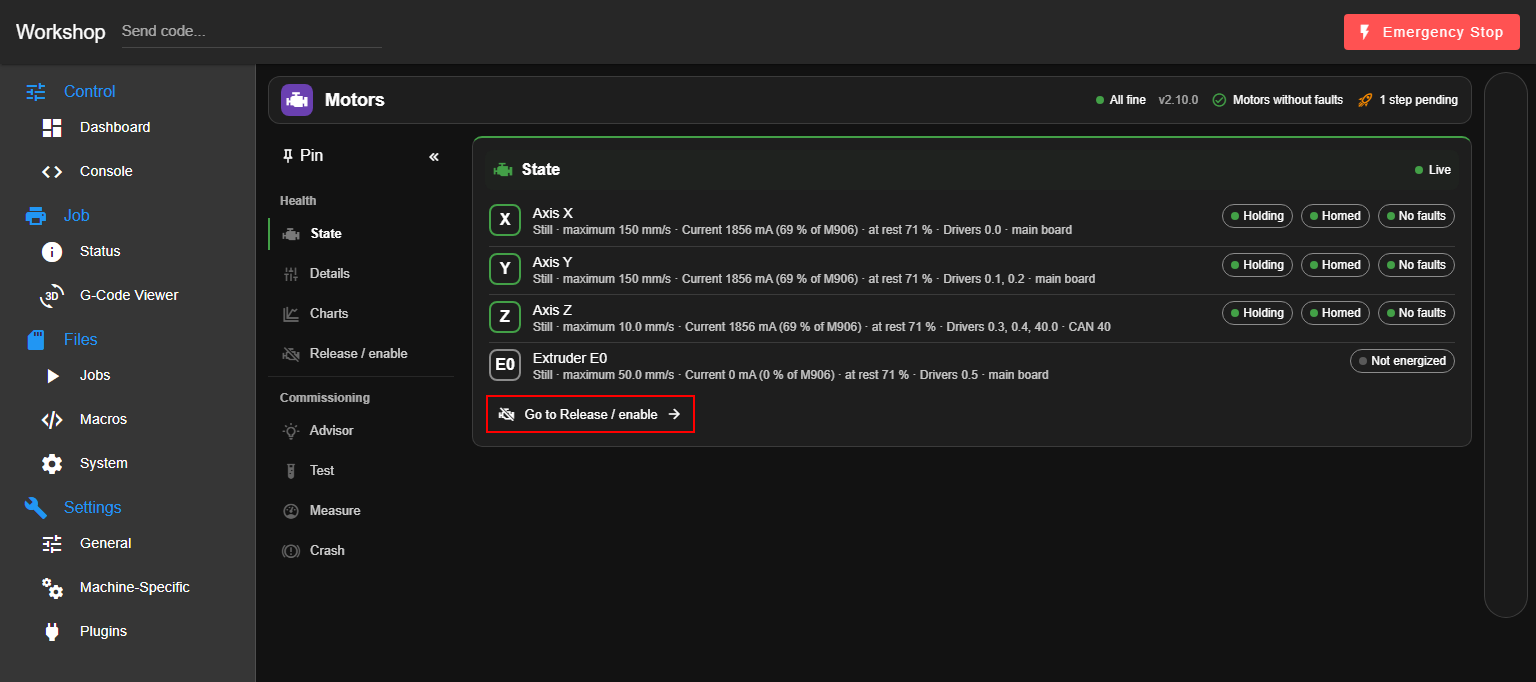 Workshop
Send code...
Emergency Stop
Control
Dashboard
Console
Job
Status
G-Code Viewer
Files
Jobs
Macros
System
Settings
General
Machine-Specific
Plugins
Motors
All fine
v2.10.0
Motors without faults
1 step pending
Pin
Health
State
Details
Charts
Release / enable
Commissioning
Advisor
Test
Measure
Crash
State
Live
X
Axis X
Still · maximum 150 mm/s · Current 1856 mA (69 % of M906) · at rest 71 % · Drivers 0.0 · main board
Holding
Homed
No faults
Y
Axis Y
Still · maximum 150 mm/s · Current 1856 mA (69 % of M906) · at rest 71 % · Drivers 0.1, 0.2 · main board
Holding
Homed
No faults
Z
Axis Z
Still · maximum 10.0 mm/s · Current 1856 mA (69 % of M906) · at rest 71 % · Drivers 0.3, 0.4, 40.0 · CAN 40
Holding
Homed
No faults
E0
Extruder E0
Still · maximum 50.0 mm/s · Current 0 mA (0 % of M906) · at rest 71 % · Drivers 0.5 · main board
Not energized
Go to Release / enable
3D